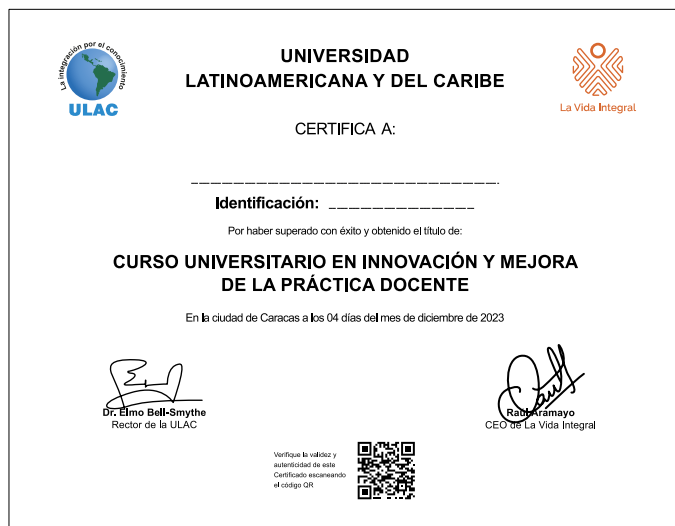 La integración por el conocimiento
ULAC
UNIVERSIDAD
LATINOAMERICANA Y DEL CARIBE
La Vida Integral
CERTIFICA A:
Identificación:
Por haber superado con éxito y obtenido el título de:
CURSO UNIVERSITARIO EN INNOVACIÓN Y MEJORA
DE LA PRÁCTICA DOCENTE
En la ciudad de Caracas a los 04 días del mes de diciembre de 2023
Dr. Elmo Bell-Smythe
Rector de la ULAC
Raúl Aramayo
CEO de La Vida Integral
Verifique la validez y
autenticidad de este
Certificado escaneando
el código QR